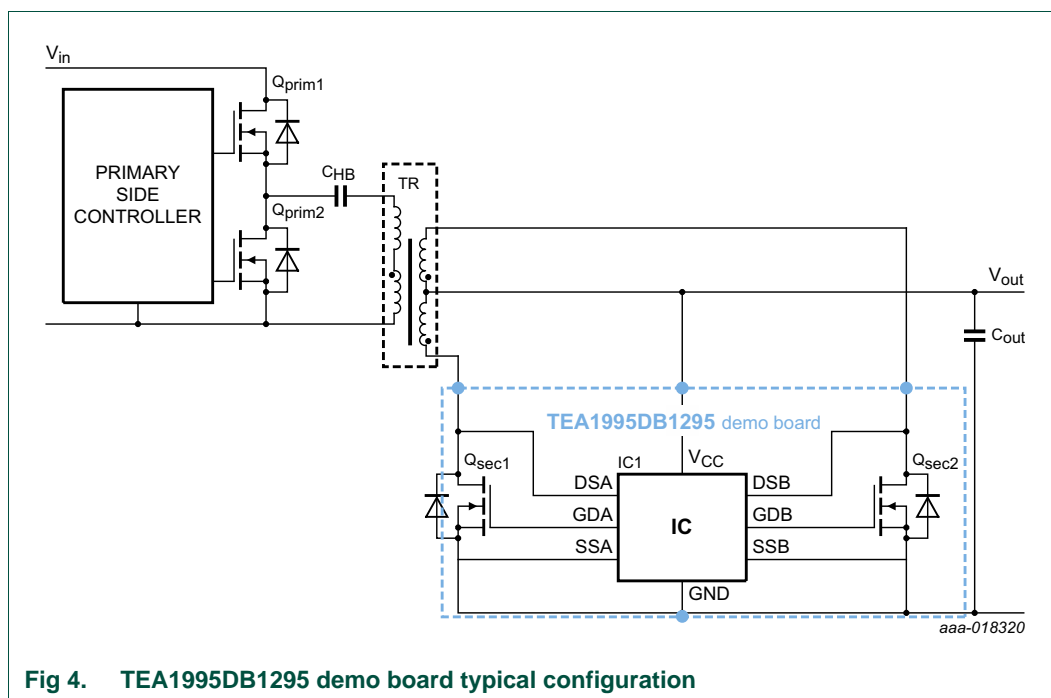 Vin
Qprim1
PRIMARY
SIDE
CONTROLLER
CHB
TR
Qprim2
Vout
Cout
TEA1995DB1295 demo board
Qsec1
IC1
VCC
Qsec2
DSA
DSB
GDA
IC
GDB
SSA
SSB
GND
aaa-018320
Fig 4. TEA1995DB1295 demo board typical configuration